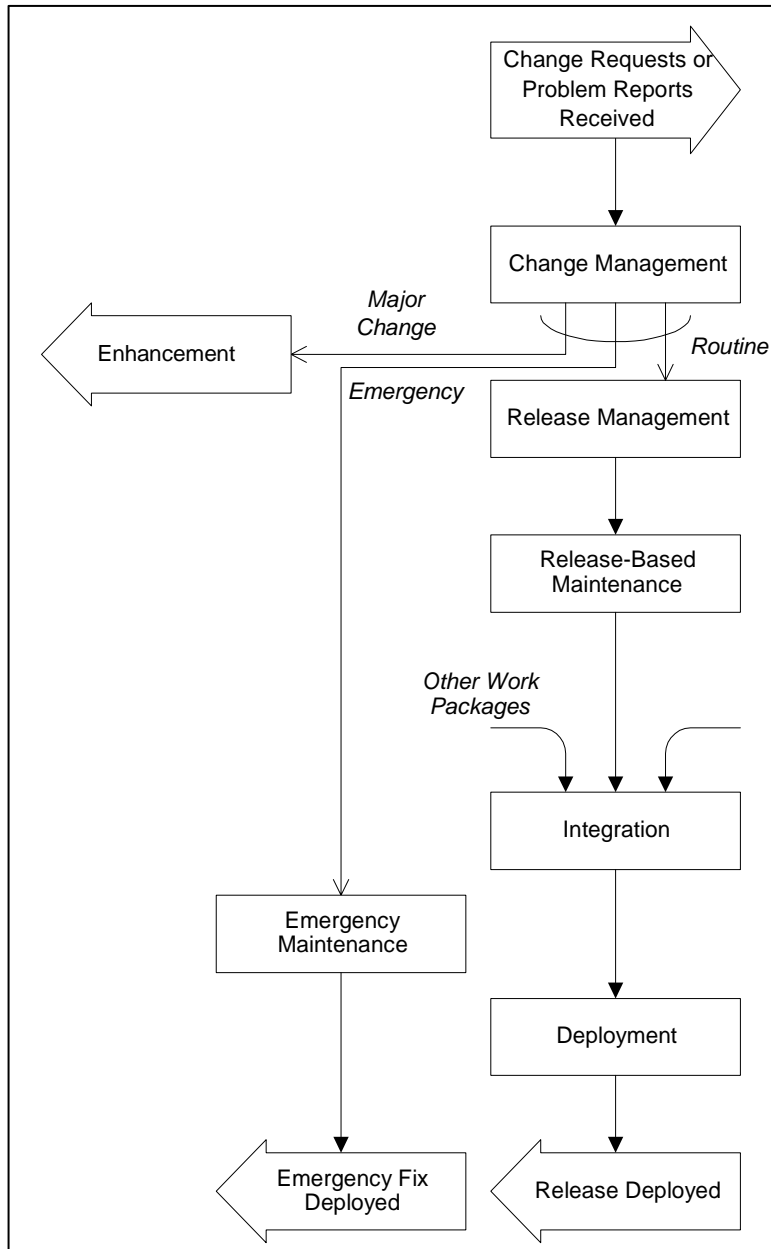 Change Requests or
Problem Reports
Received
Change Management
Major
Change
Enhancement
Routine
Emergency
Release Management
Release-Based
Maintenance
Other Work
Packages
Integration
Emergency
Maintenance
Deployment
Emergency Fix
Deployed
Release Deployed